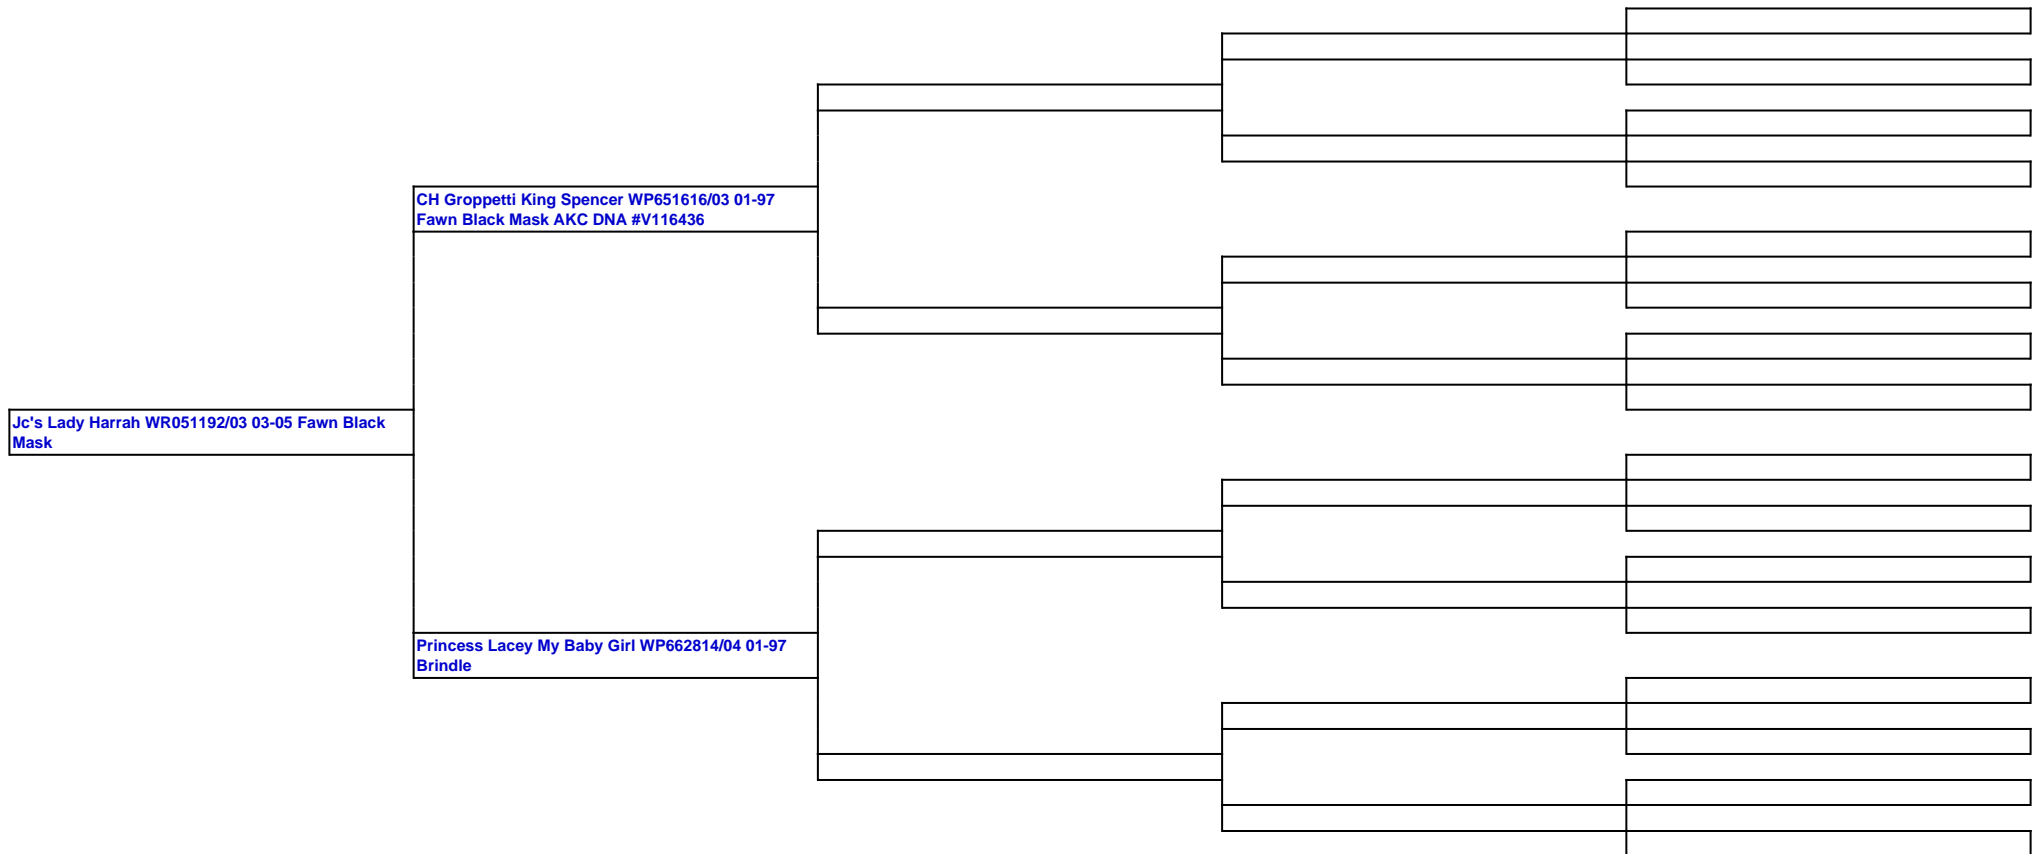 CH Groppetti King Spencer WP651616/03 01-97
Fawn Black Mask AKC DNA #V116436
Jc's Lady Harrah WR051192/03 03-05 Fawn Black
Mask
Princess Lacey My Baby Girl WP662814/04 01-97
Brindle